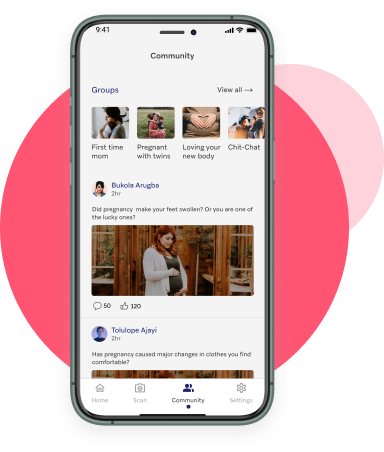 9:41
Community
Groups
View all →
First time
mom
Pregnant
with twins
Loving your
new body
Chit-Chat
Bukola Arugba
2hr
Did pregnancy make your feet swollen? Or you are one of
the lucky ones?
50
120
Tolulope Ajayi
2hr
Has pregnancy caused major changes in clothes you find
comfortable?
Home
Scan
Community
Settings